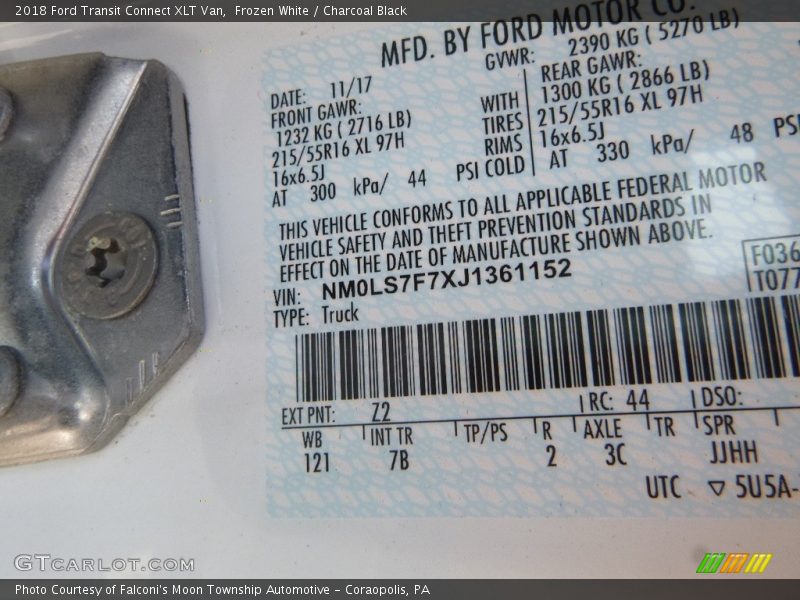 2018 Ford Transit Connect XLT Van,  Frozen White / Charcoal Black
MFD. BY FORD MOTOR CO.
DATE: 11/17 GVWR: 2390 KG ( 5270 LB)
FRONT GAWR: REAR GAWR:
1232 KG ( 2716 LB) WITH 1300 KG ( 2866 LB)
215/55R16 XL 97H TIRES 215/55R16 XL 97H
16x6.5J RIMS 16x6.5J
AT 300 kPa/ 44 PSI COLD AT 330 kPa/ 48 PSI
THIS VEHICLE CONFORMS TO ALL APPLICABLE FEDERAL MOTOR
VEHICLE SAFETY AND THEFT PREVENTION STANDARDS IN
EFFECT ON THE DATE OF MANUFACTURE SHOWN ABOVE.
VIN: NM0LS7F7XJ1361152
F036
TYPE: Truck
T077
EXT PNT: Z2 RC: 44 DSO:
WB INT TR TP/PS R AXLE TR SPR
121 7B 2 3C JJHH
UTC ▽ 5U5A-
GTCARLOT.COM
Photo Courtesy of Falconi's Moon Township Automotive – Coraopolis, PA